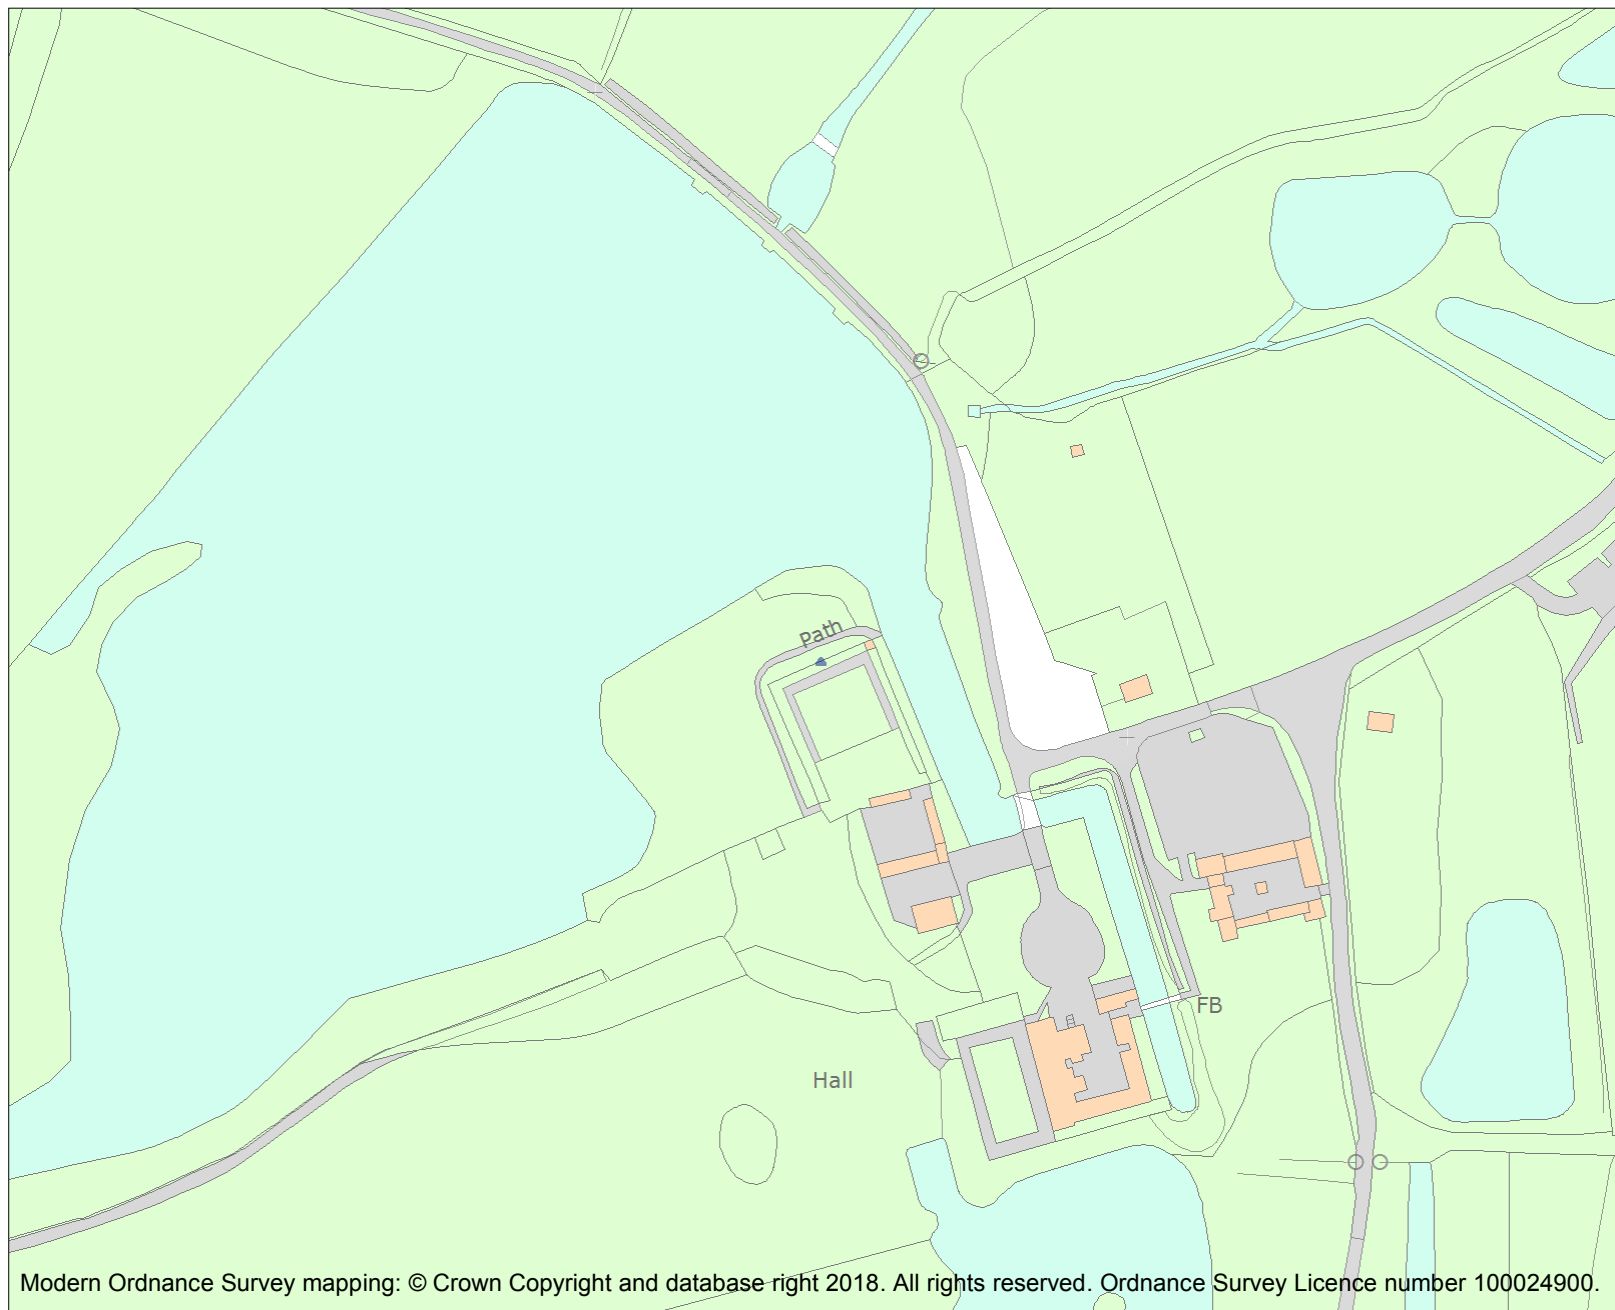 Path
FB
Hall
Modern Ordnance Survey mapping: © Crown Copyright and database right 2018. All rights reserved. Ordnance Survey Licence number 100024900.